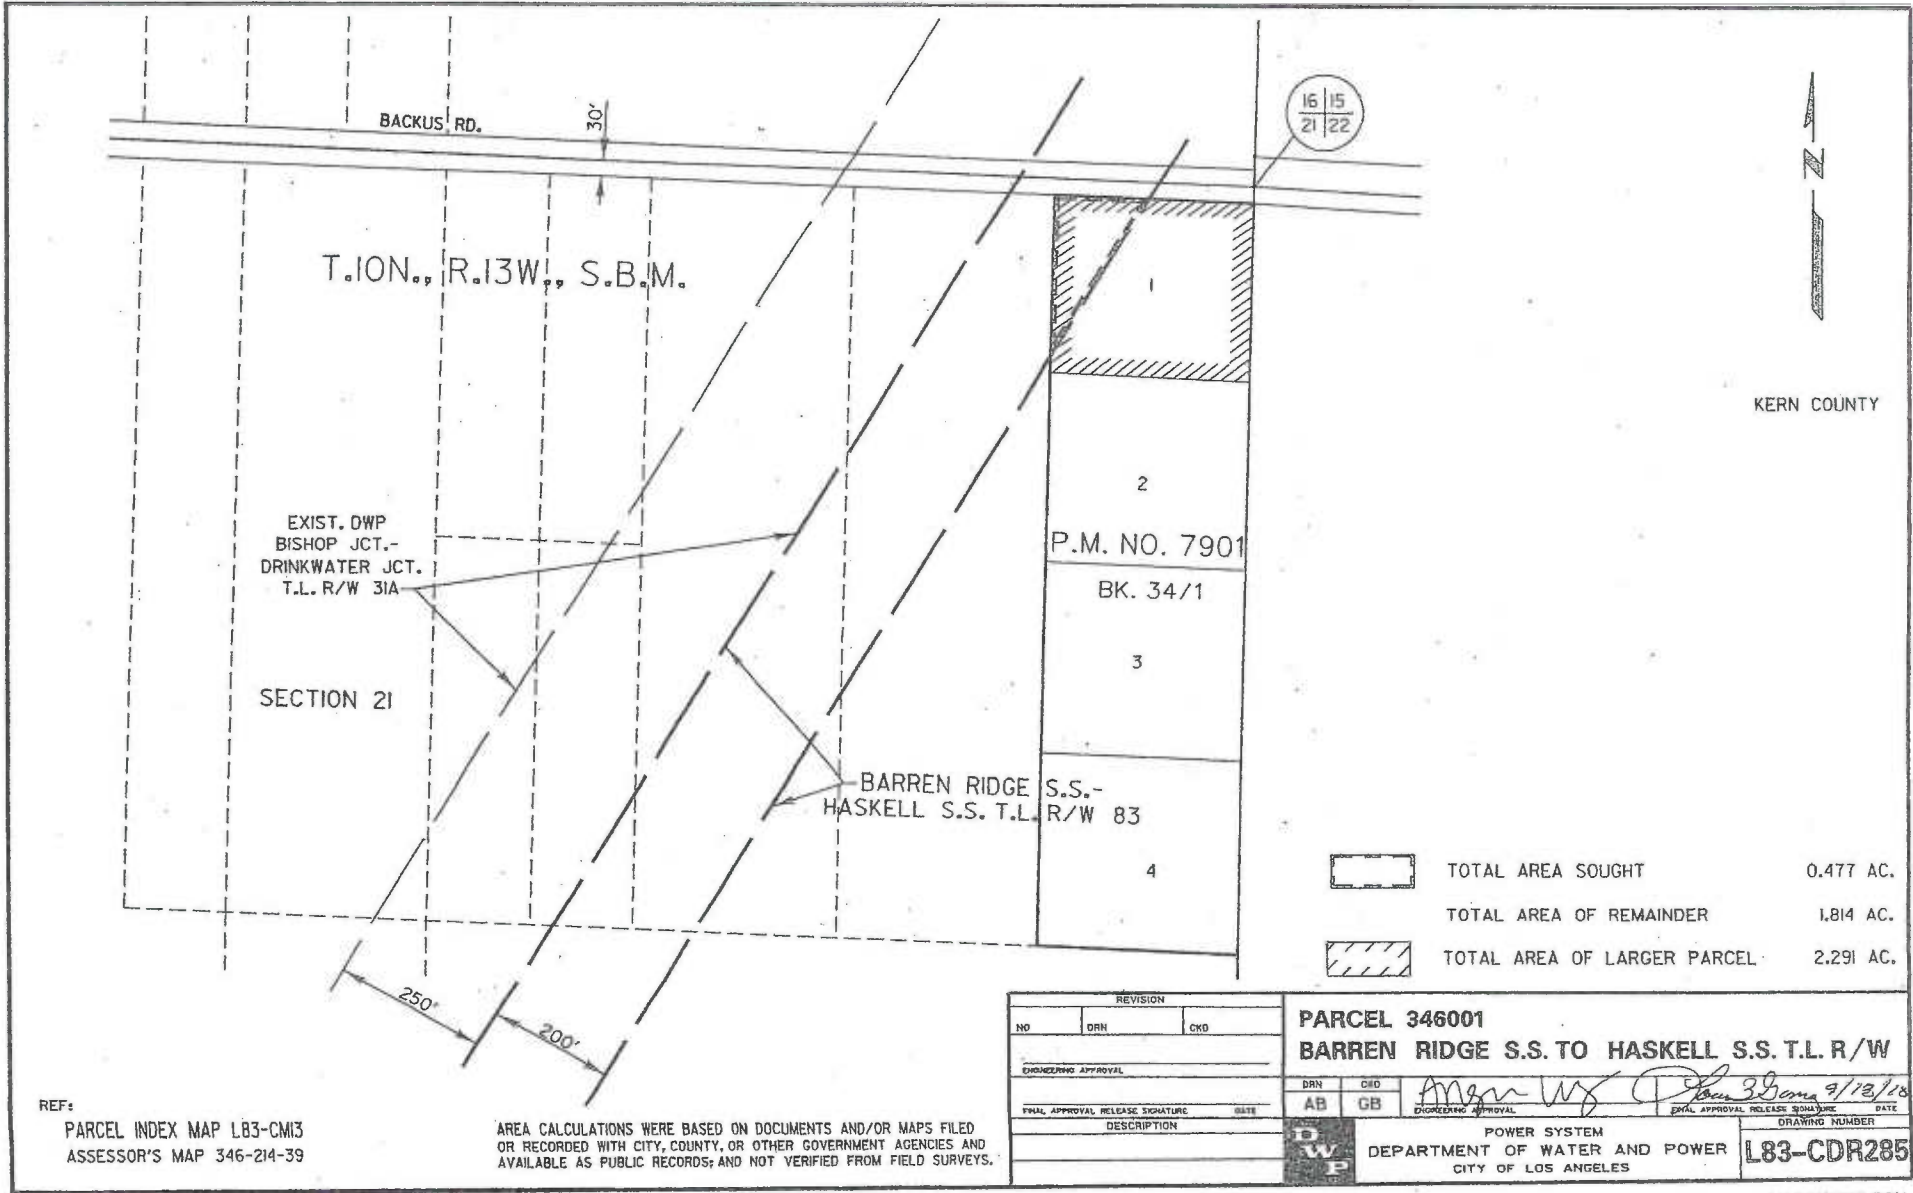 BACKUS RD.
30'
16 15
21 22
N
T.10N., R.13W., S.B.M.
1
KERN COUNTY
2
P.M. NO. 7901
BK. 34/1
3
4
EXIST. DWP
BISHOP JCT.-
DRINKWATER JCT.
T.L. R/W 31A
SECTION 21
BARREN RIDGE S.S.-
HASKELL S.S. T.L. R/W 83
250'
200'
TOTAL AREA SOUGHT 0.477 AC.
TOTAL AREA OF REMAINDER 1.814 AC.
TOTAL AREA OF LARGER PARCEL 2.291 AC.
REF:
PARCEL INDEX MAP L83-CM13
ASSESSOR'S MAP 346-214-39
AREA CALCULATIONS WERE BASED ON DOCUMENTS AND/OR MAPS FILED
OR RECORDED WITH CITY, COUNTY, OR OTHER GOVERNMENT AGENCIES AND
AVAILABLE AS PUBLIC RECORDS; AND NOT VERIFIED FROM FIELD SURVEYS.
REVISION
NO DRN CKD
ENGINEERING APPROVAL
FINAL APPROVAL RELEASE SIGNATURE DATE
DESCRIPTION
PARCEL 346001
BARREN RIDGE S.S. TO HASKELL S.S. T.L. R/W
DRN CKD
AB GB
ENGINEERING APPROVAL
FINAL APPROVAL RELEASE SIGNATURE DATE
DWP
POWER SYSTEM
DEPARTMENT OF WATER AND POWER
CITY OF LOS ANGELES
DRAWING NUMBER
L83-CDR285